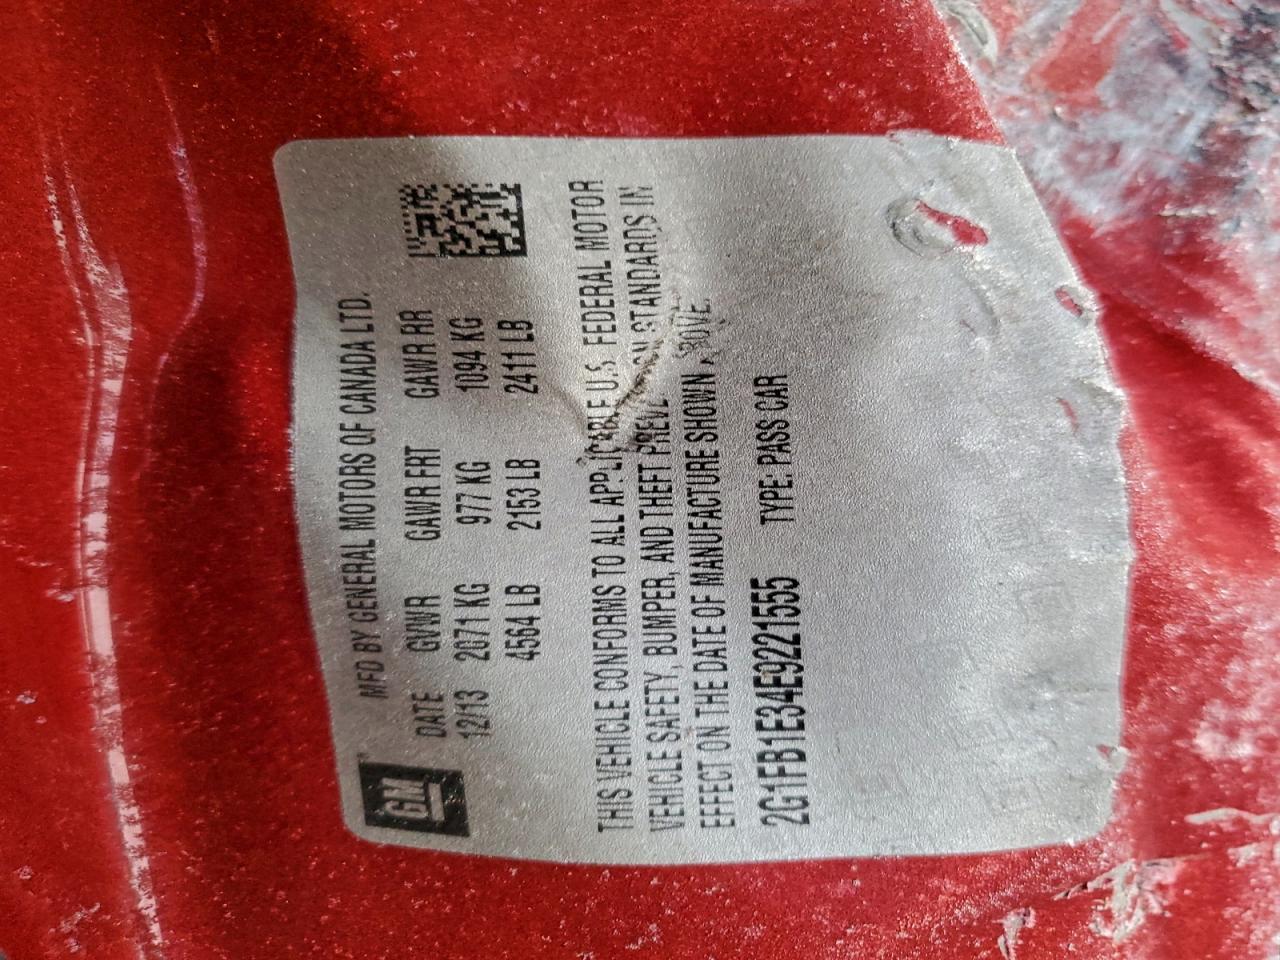 GM
MFD BY GENERAL MOTORS OF CANADA LTD.
DATE GVWR GAWR FRT GAWR RR
12/13 2071 KG 977 KG 1094 KG
4564 LB 2153 LB 2411 LB
THIS VEHICLE CONFORMS TO ALL APPLICABLE U.S. FEDERAL MOTOR
VEHICLE SAFETY, BUMPER, AND THEFT STANDARDS IN
EFFECT ON THE DATE OF MANUFACTURE SHOWN
2G1FB1E34E9221555 TYPE: PASS CAR